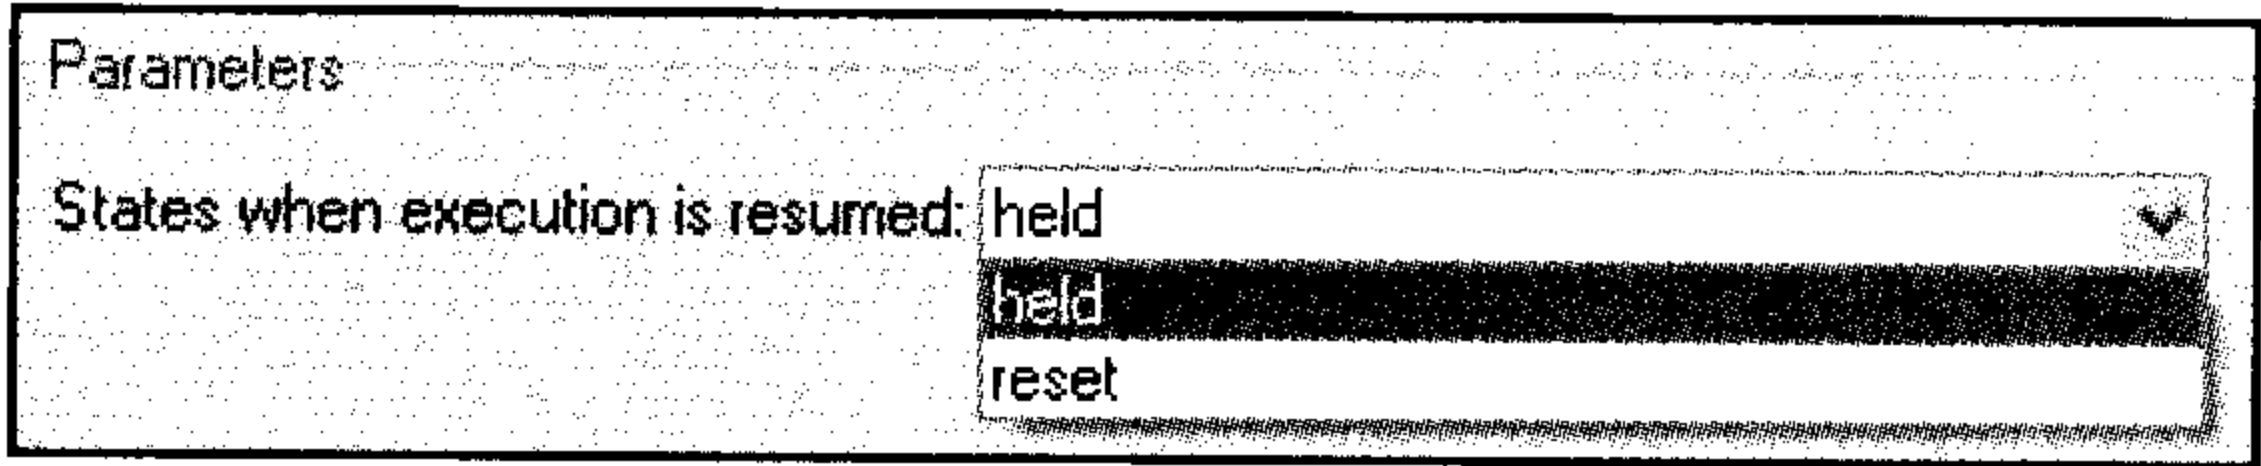 Parameters
States when execution is resumed: held
held
reset